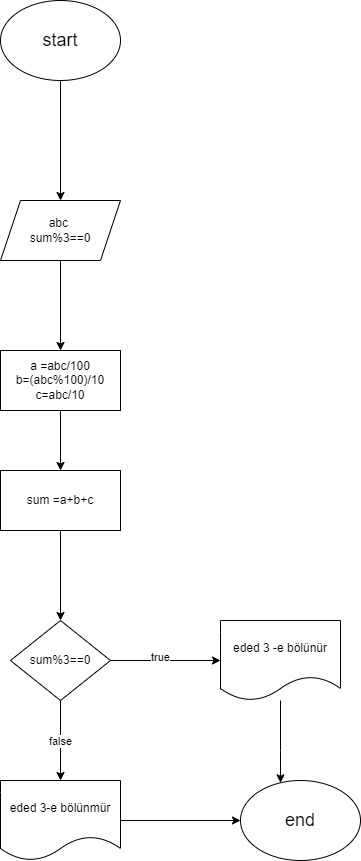 start
abc
sum%3==0
a =abc/100
b=(abc%100)/10
c=abc/10
sum =a+b+c
sum%3==0
true
eded 3 -e bölünür
false
eded 3-e bölünmür
end